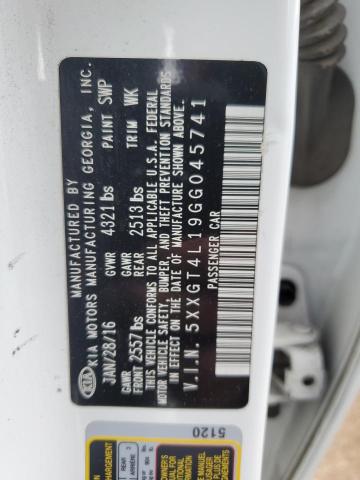 MANUFACTURED BY
KIA KIA MOTORS MANUFACTURING GEORGIA, INC.
JAN/28/16 GVWR 4321 lbs PAINT SWP
GAWR FRONT 2557 lbs GAWR REAR 2513 lbs TRIM WK
THIS VEHICLE CONFORMS TO ALL APPLICABLE U.S.A. FEDERAL
MOTOR VEHICLE SAFETY, BUMPER, AND THEFT PREVENTION STANDARDS
IN EFFECT ON THE DATE OF MANUFACTURE SHOWN ABOVE.
V.I.N. 5XXGT4L19GG045741
PASSENGER CAR
5120
REAR